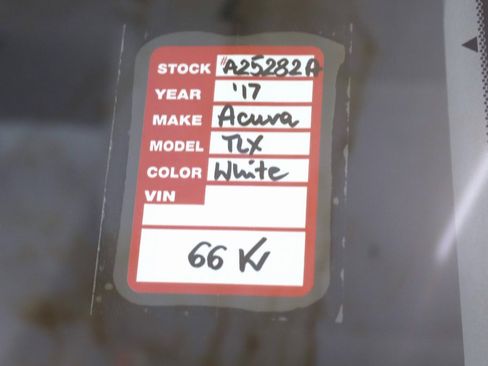 STOCK "A25282A
YEAR '17
MAKE Acura
MODEL TLX
COLOR White
VIN
66 K